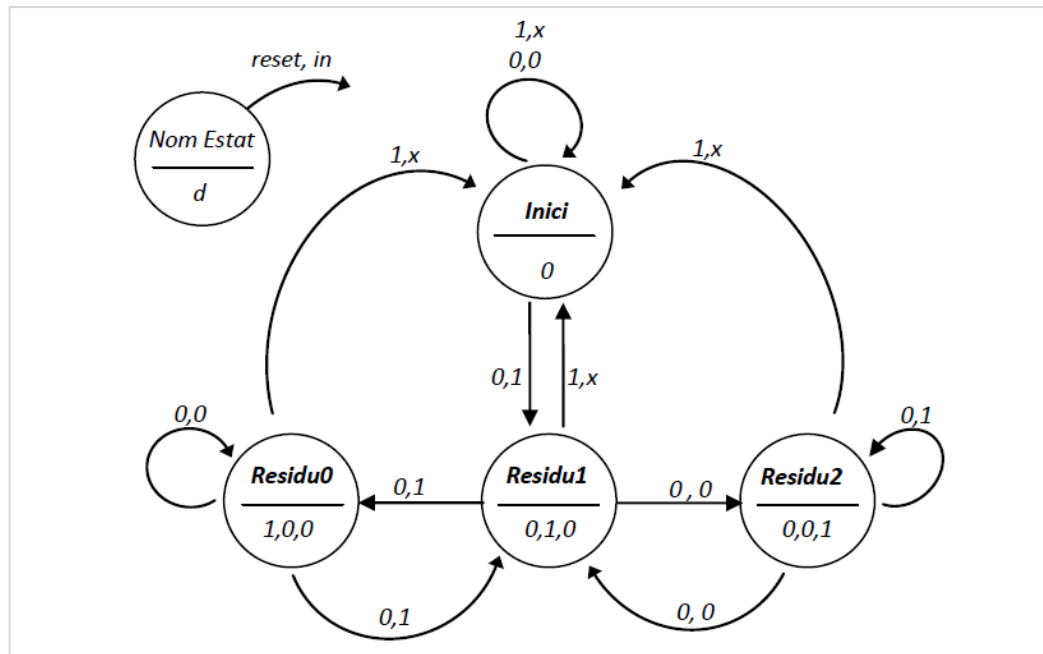 reset, in
Nom Estat
d
1,x
0,0
1,x
1,x
Inici
0
0,1
1,x
0,0
0,1
Residu0
1,0,0
0,1
Residu1
0,1,0
0 , 0
Residu2
0,0,1
0,1
0, 0